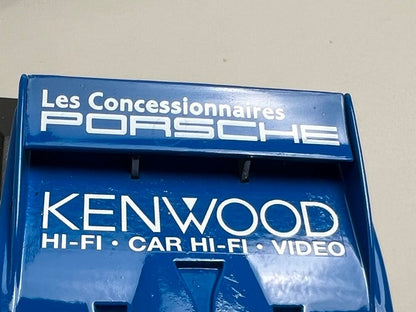 Les Concessionnaires
PORSCHE
KENWOOD
HI-FI · CAR HI-FI · VIDEO